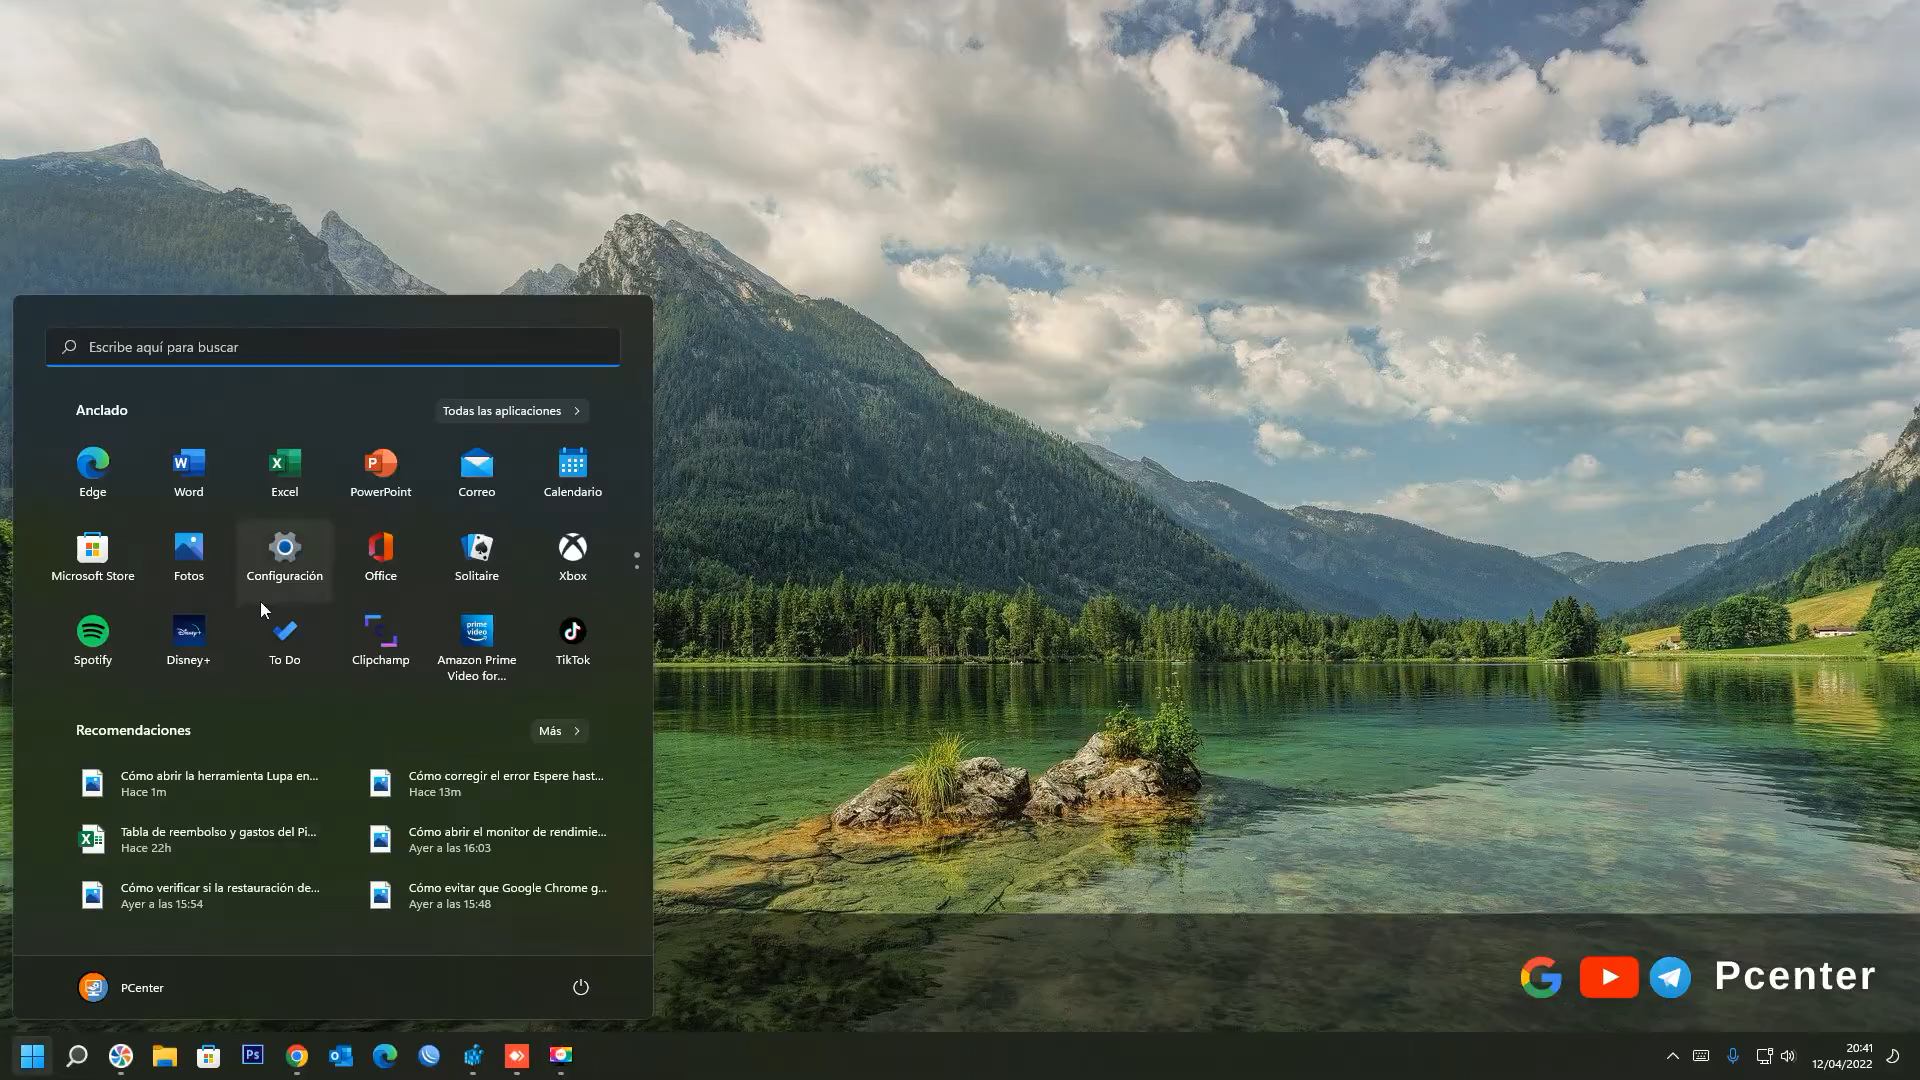 Escribe aquí para buscar
Anclado
Todas las aplicaciones
Edge
Word
Excel
PowerPoint
Correo
Calendario
Microsoft Store
Fotos
Configuración
Office
Solitaire
Xbox
Spotify
Disney+
To Do
Clipchamp
Amazon Prime
Video for...
TikTok
Recomendaciones
Más
Cómo abrir la herramienta Lupa en...
Hace 1m
Cómo corregir el error Espere hast...
Hace 13m
Tabla de reembolso y gastos del Pi...
Hace 22h
Cómo abrir el monitor de rendimie...
Ayer a las 16:03
Cómo verificar si la restauración de...
Ayer a las 15:54
Cómo evitar que Google Chrome g...
Ayer a las 15:48
PCenter
Pcenter
20:41
12/04/2022